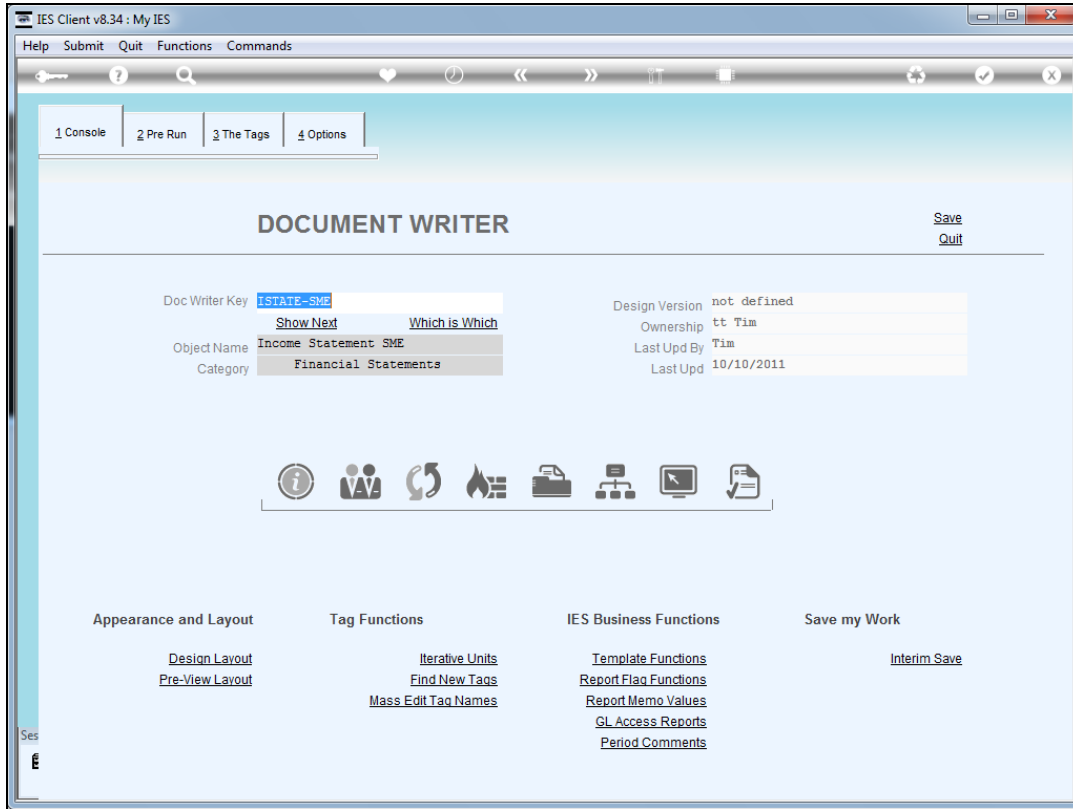 IES Client v8.34 : My IES
Help Submit Quit Functions Commands
1 Console 2 Pre Run 3 The Tags 4 Options
DOCUMENT WRITER
Save
Quit
Doc Writer Key ISTATE-SME
Show Next Which is Which
Object Name Income Statement SME
Category Financial Statements
Design Version not defined
Ownership tt Tim
Last Upd By Tim
Last Upd 10/10/2011
Appearance and Layout
Design Layout
Pre-View Layout
Tag Functions
Iterative Units
Find New Tags
Mass Edit Tag Names
IES Business Functions
Template Functions
Report Flag Functions
Report Memo Values
GL Access Reports
Period Comments
Save my Work
Interim Save
Ses